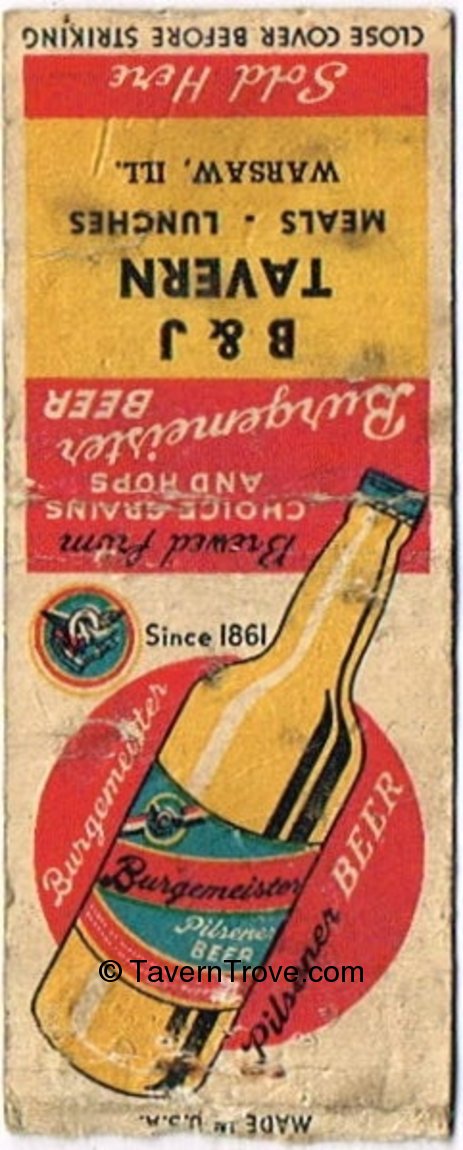 CLOSE COVER BEFORE STRIKING
Sold Here
WARSAW, ILL.
MEALS - LUNCHES
B & J
TAVERN
Burgemeister
BEER
Brewed from
CHOICE GRAINS
AND HOPS
Since 1861
Burgemeister
Pilsener BEER
Burgemeister
Pilsener
BEER
© TavernTrove.com
MADE IN U.S.A.